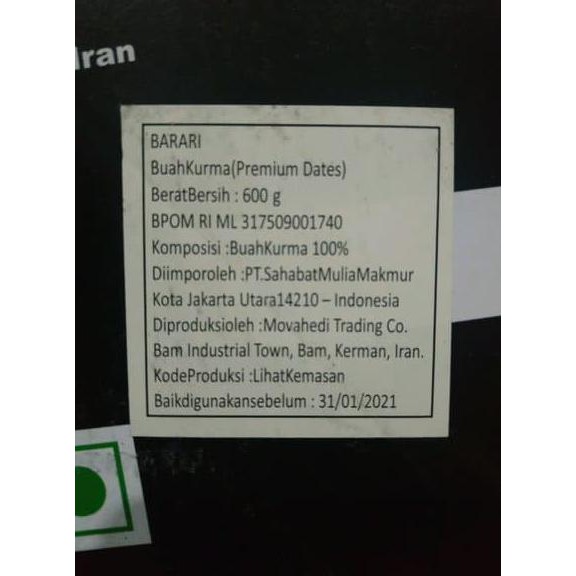 Iran
BARARI
BuahKurma(Premium Dates)
BeratBersih : 600 g
BPOM RI ML 317509001740
Komposisi :BuahKurma 100%
Diimporoleh :PT.SahabatMuliaMakmur
Kota Jakarta Utara14210 – Indonesia
Diproduksioleh :Movahedi Trading Co.
Bam Industrial Town, Bam, Kerman, Iran.
KodeProduksi :LihatKemasan
Baikdigunakansebelum : 31/01/2021